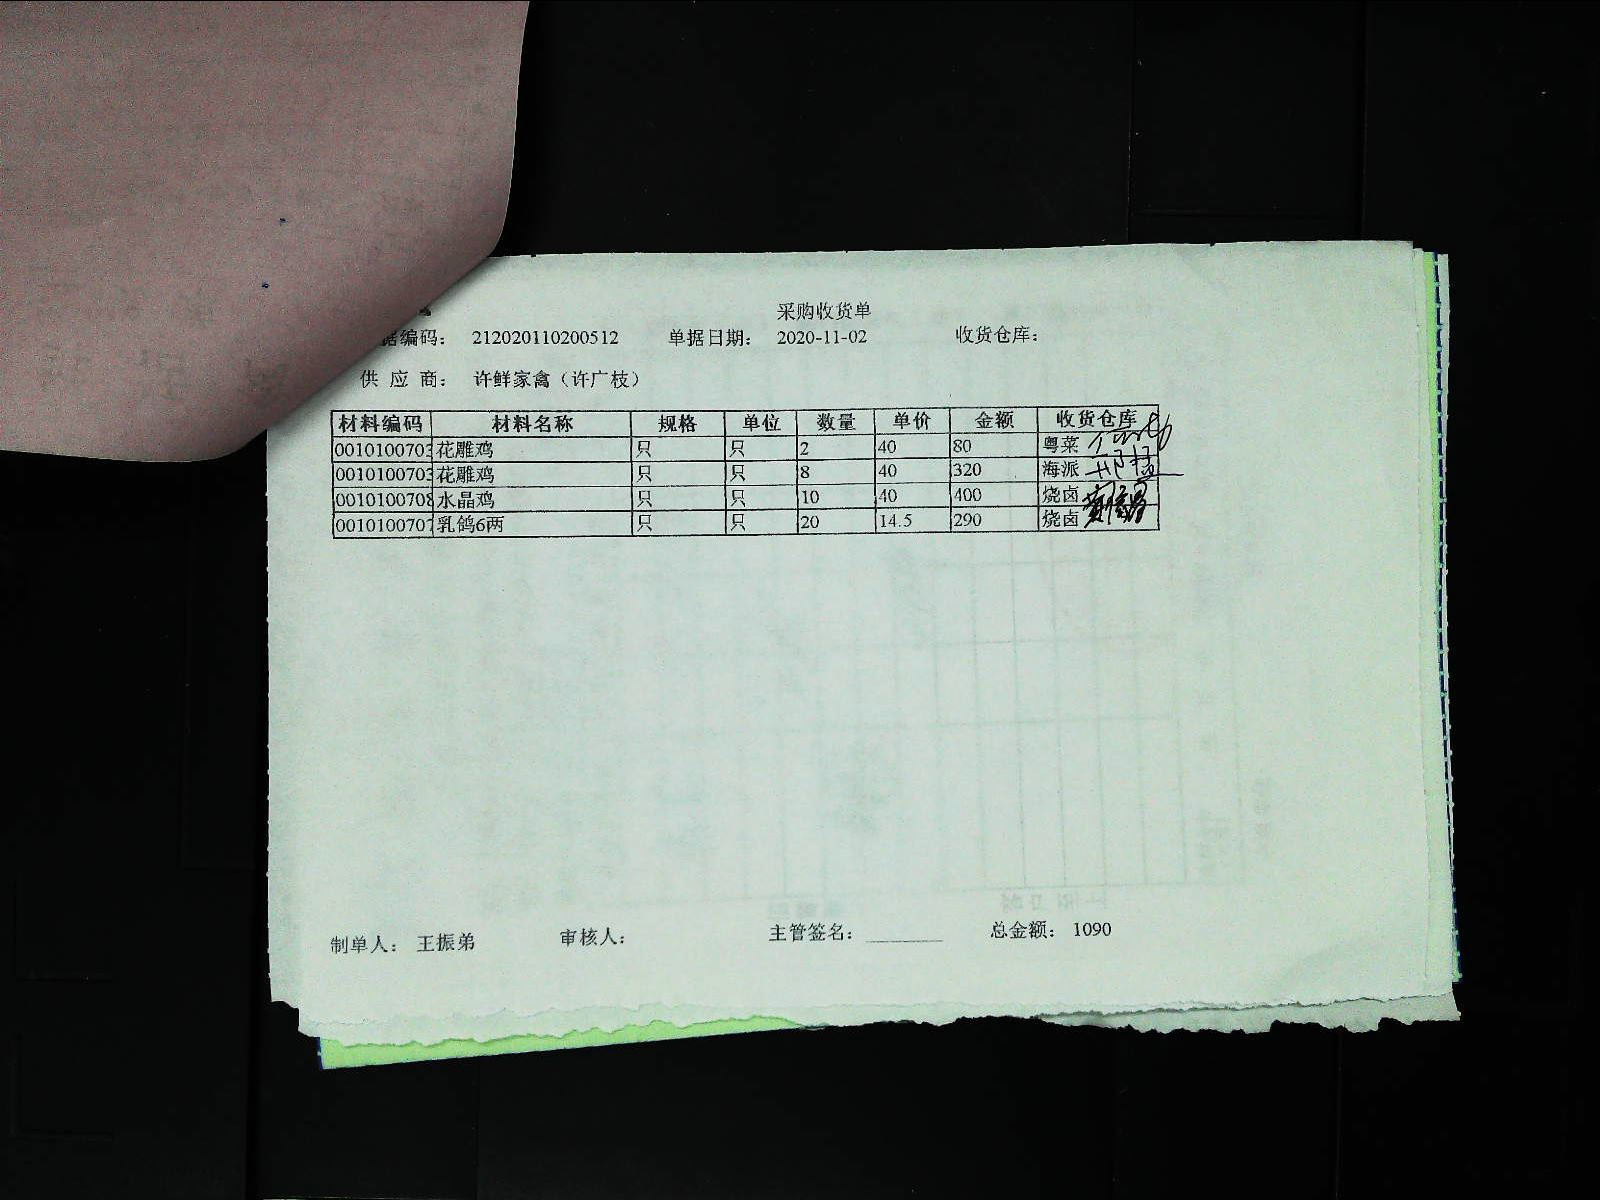 采购收货单
据编码： 212020110200512 单据日期： 2020-11-02 收货仓库：
供 应 商： 许鲜家禽（许广枝）
材料编码 材料名称 规格 单位 数量 单价 金额 收货仓库
0010100703 花雕鸡 只 只 2 40 80 粤菜
0010100703 花雕鸡 只 只 8 40 320 海派
0010100708 水晶鸡 只 只 10 40 400 烧卤
0010100707 乳鸽6两 只 只 20 14.5 290 烧卤
制单人： 王振弟 审核人： 主管签名： ________ 总金额： 1090